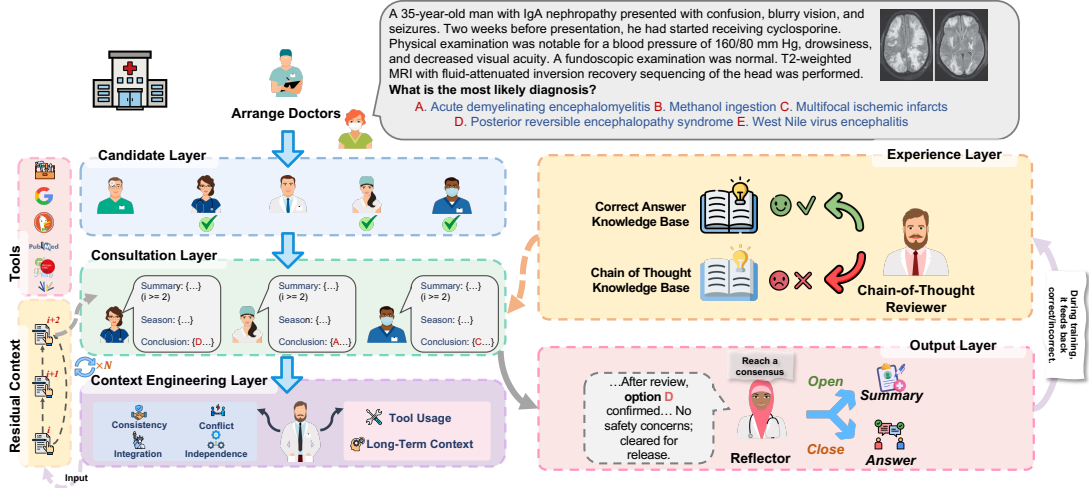 A 35-year-old man with IgA nephropathy presented with confusion, blurry vision, and
seizures. Two weeks before presentation, he had started receiving cyclosporine.
Physical examination was notable for a blood pressure of 160/80 mm Hg, drowsiness,
and decreased visual acuity. A fundoscopic examination was normal. T2-weighted
MRI with fluid-attenuated inversion recovery sequencing of the head was performed.
What is the most likely diagnosis?
A. Acute demyelinating encephalomyelitis B. Methanol ingestion C. Multifocal ischemic infarcts
D. Posterior reversible encephalopathy syndrome E. West Nile virus encephalitis
Arrange Doctors
Candidate Layer
Tools
PubMed
Consultation Layer
Summary: {…}
(i >= 2)
Season: {…}
Conclusion: {D…}
Summary: {…}
(i >= 2)
Season: {…}
Conclusion: {A…}
Summary: {…}
(i >= 2)
Season: {…}
Conclusion: {C…}
Residual Context
i+2
i+1
i
×N
Input
Context Engineering Layer
Consistency
Conflict
Integration
Independence
Tool Usage
Long-Term Context
Experience Layer
Correct Answer
Knowledge Base
Chain of Thought
Knowledge Base
Chain-of-Thought
Reviewer
During training,
it feeds back
correct/incorrect.
Output Layer
…After review,
option D
confirmed… No
safety concerns;
cleared for
release.
Reach a
consensus
Reflector
Open
Close
Summary
Answer